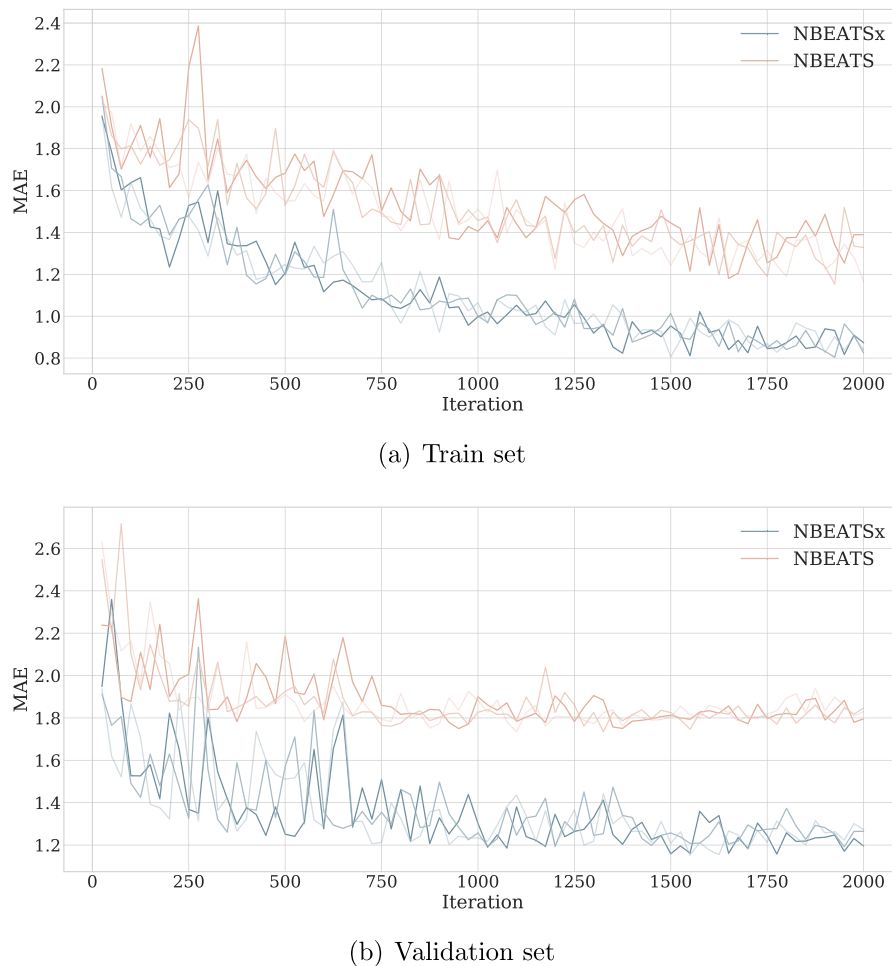 2.4
2.2
2.0
1.8
1.6
1.4
1.2
1.0
0.8
MAE
NBEATSx
NBEATS
0 250 500 750 1000 1250 1500 1750 2000
Iteration
(a) Train set
2.6
2.4
2.2
2.0
1.8
1.6
1.4
1.2
MAE
NBEATSx
NBEATS
0 250 500 750 1000 1250 1500 1750 2000
Iteration
(b) Validation set